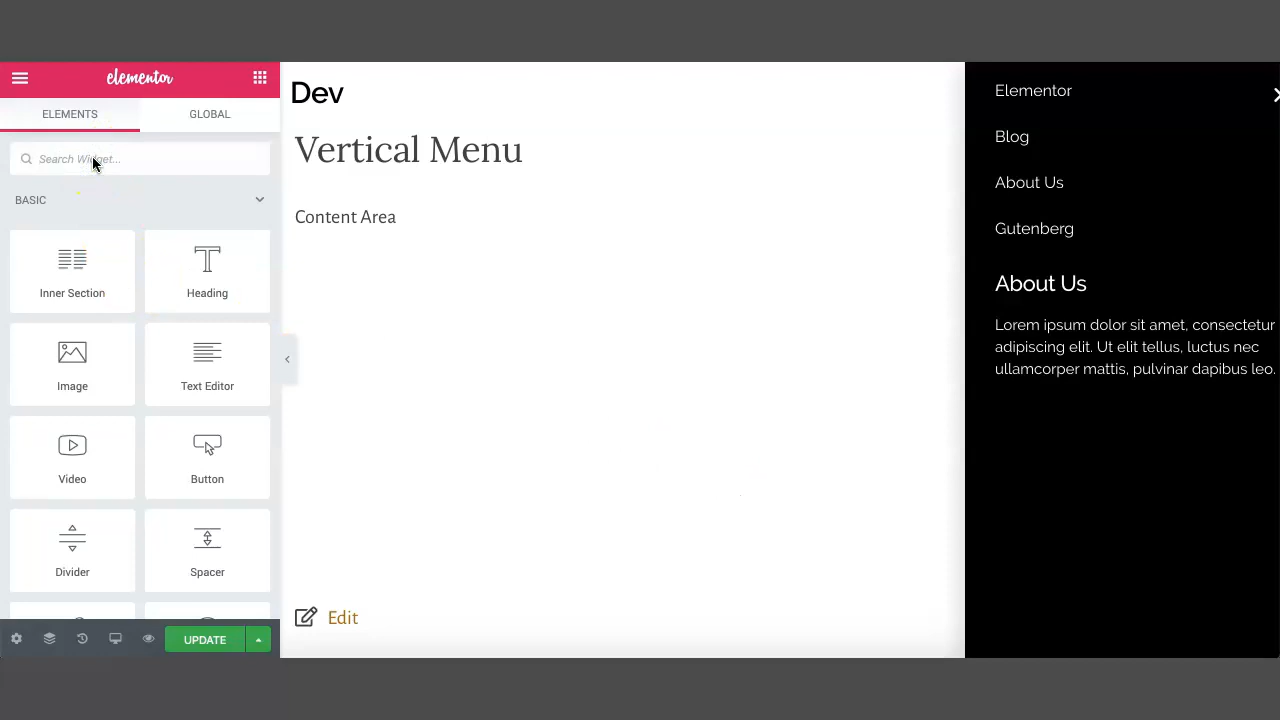 elementor
ELEMENTS
GLOBAL
Search Widget...
BASIC
Inner Section
Heading
Image
Text Editor
Video
Button
Divider
Spacer
UPDATE
Dev
Vertical Menu
Content Area
Edit
Elementor
Blog
About Us
Gutenberg
About Us
Lorem ipsum dolor sit amet, consectetur
adipiscing elit. Ut elit tellus, luctus nec
ullamcorper mattis, pulvinar dapibus leo.